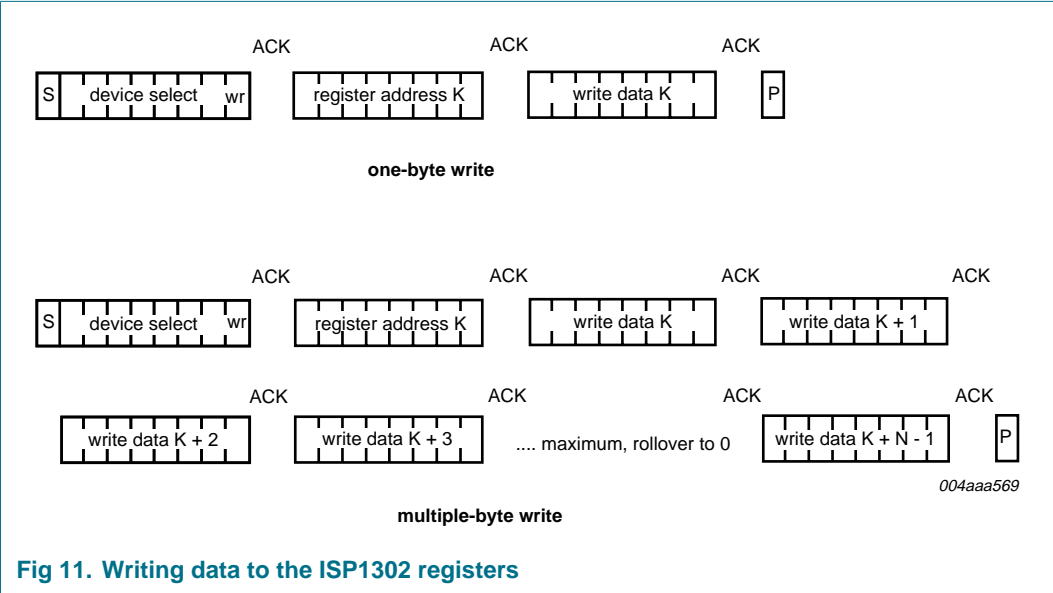 ACK ACK ACK
S device select wr register address K write data K P
one-byte write
ACK ACK ACK ACK
S device select wr register address K write data K write data K + 1
ACK ACK ACK ACK
write data K + 2 write data K + 3 .... maximum, rollover to 0 write data K + N - 1 P
004aaa569
multiple-byte write
Fig 11. Writing data to the ISP1302 registers